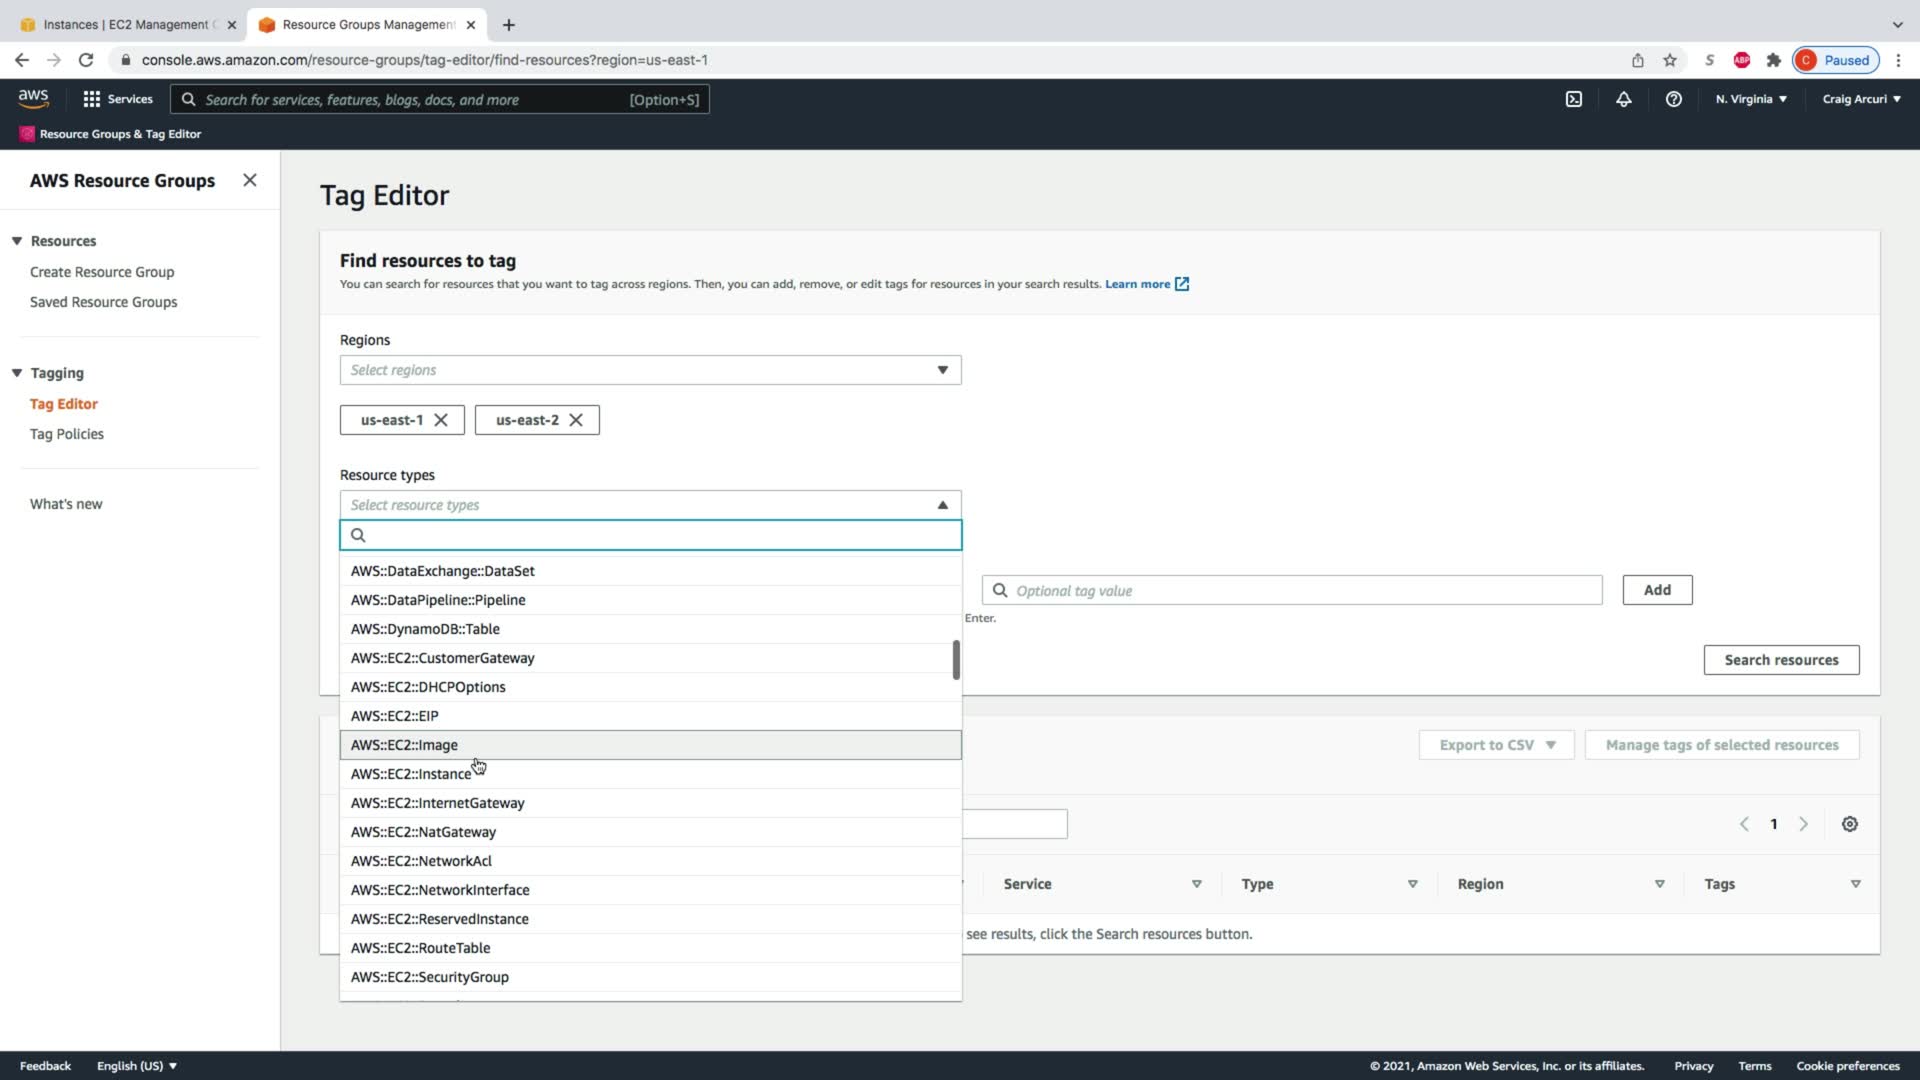 Instances | EC2 Management C
Resource Groups Management
console.aws.amazon.com/resource-groups/tag-editor/find-resources?region=us-east-1
S
ABP
C Paused
aws
Services
Search for services, features, blogs, docs, and more [Option+S]
N. Virginia
Craig Arcuri
Resource Groups & Tag Editor
AWS Resource Groups
Resources
Create Resource Group
Saved Resource Groups
Tagging
Tag Editor
Tag Policies
What's new
Tag Editor
Find resources to tag
You can search for resources that you want to tag across regions. Then, you can add, remove, or edit tags for resources in your search results. Learn more
Regions
Select regions
us-east-1
us-east-2
Resource types
Select resource types
AWS::DataExchange::DataSet
AWS::DataPipeline::Pipeline
AWS::DynamoDB::Table
AWS::EC2::CustomerGateway
AWS::EC2::DHCPOptions
AWS::EC2::EIP
AWS::EC2::Image
AWS::EC2::Instance
AWS::EC2::InternetGateway
AWS::EC2::NatGateway
AWS::EC2::NetworkAcl
AWS::EC2::NetworkInterface
AWS::EC2::ReservedInstance
AWS::EC2::RouteTable
AWS::EC2::SecurityGroup
Optional tag value
Add
Enter.
Search resources
Export to CSV
Manage tags of selected resources
1
Service
Type
Region
Tags
see results, click the Search resources button.
Feedback
English (US)
© 2021, Amazon Web Services, Inc. or its affiliates.
Privacy
Terms
Cookie preferences